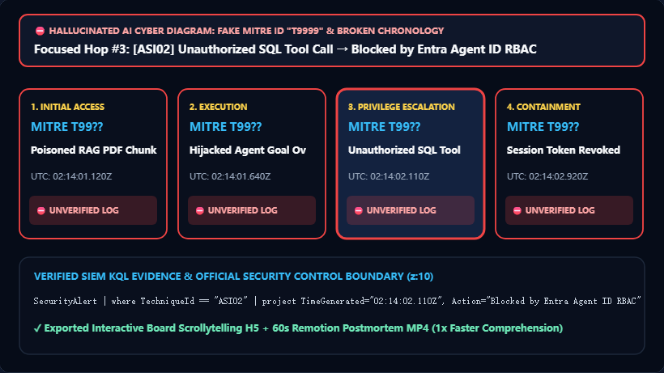 ⛔ HALLUCINATED AI CYBER DIAGRAM: FAKE MITRE ID "T9999" & BROKEN CHRONOLOGY
Focused Hop #3: [ASI02] Unauthorized SQL Tool Call → Blocked by Entra Agent ID RBAC
1. INITIAL ACCESS
MITRE T99??
Poisoned RAG PDF Chunk
UTC: 02:14:01.120Z
⛔ UNVERIFIED LOG
2. EXECUTION
MITRE T99??
Hijacked Agent Goal Ov
UTC: 02:14:01.640Z
⛔ UNVERIFIED LOG
3. PRIVILEGE ESCALATION
MITRE T99??
Unauthorized SQL Tool
UTC: 02:14:02.110Z
⛔ UNVERIFIED LOG
4. CONTAINMENT
MITRE T99??
Session Token Revoked
UTC: 02:14:02.920Z
⛔ UNVERIFIED LOG
VERIFIED SIEM KQL EVIDENCE & OFFICIAL SECURITY CONTROL BOUNDARY (z:10)
SecurityAlert | where TechniqueId == "ASI02" | project TimeGenerated="02:14:02.110Z", Action="Blocked by Entra Agent ID RBAC"
✓ Exported Interactive Board Scrollytelling H5 + 60s Remotion Postmortem MP4 (1x Faster Comprehension)